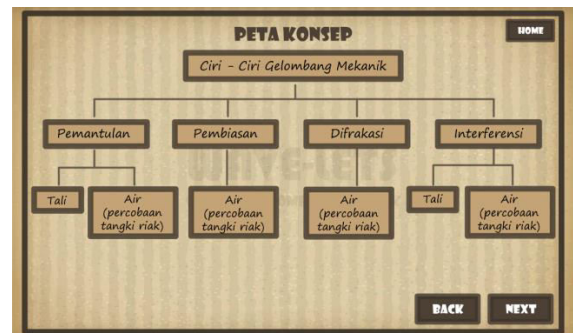 PETA KONSEP
HOME
Ciri - Ciri Gelombang Mekanik
Pemantulan
Pembiasan
Difrakasi
Interferensi
Tali
Air
(percobaan
tangki riak)
Air
(percobaan
tangki riak)
Air
(percobaan
tangki riak)
Tali
Air
(percobaan
tangki riak)
BACK
NEXT